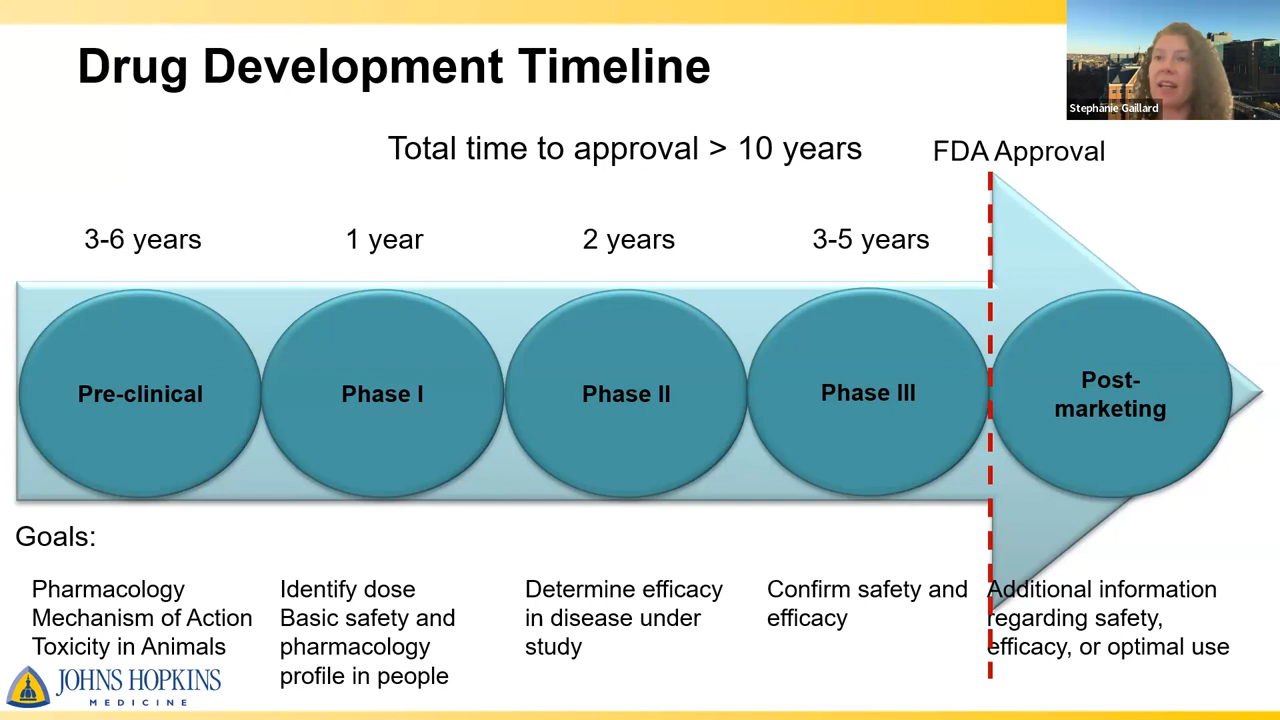 Drug Development Timeline
Stephanie Gaillard
Total time to approval > 10 years
FDA Approval
3-6 years
1 year
2 years
3-5 years
Pre-clinical
Phase I
Phase II
Phase III
Post-
marketing
Goals:
Pharmacology
Mechanism of Action
Toxicity in Animals
Identify dose
Basic safety and
pharmacology
profile in people
Determine efficacy
in disease under
study
Confirm safety and
efficacy
Additional information
regarding safety,
efficacy, or optimal use
JOHNS HOPKINS
MEDICINE